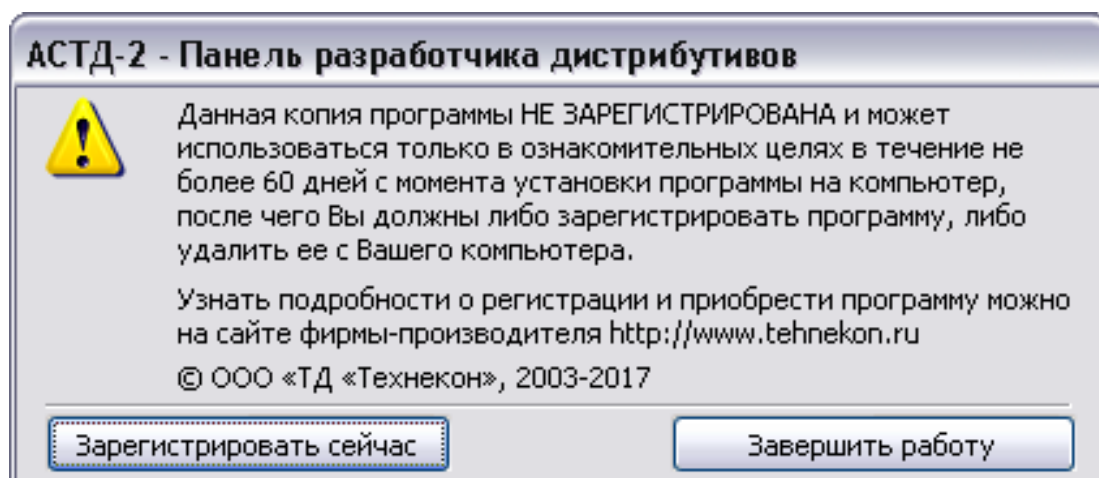 АСТД-2 - Панель разработчика дистрибутивов
Данная копия программы НЕ ЗАРЕГИСТРИРОВАНА и может
использоваться только в ознакомительных целях в течение не
более 60 дней с момента установки программы на компьютер,
после чего Вы должны либо зарегистрировать программу, либо
удалить ее с Вашего компьютера.
Узнать подробности о регистрации и приобрести программу можно
на сайте фирмы-производителя http://www.tehnekon.ru
© ООО «ТД «Технекон», 2003-2017
Зарегистрировать сейчас
Завершить работу